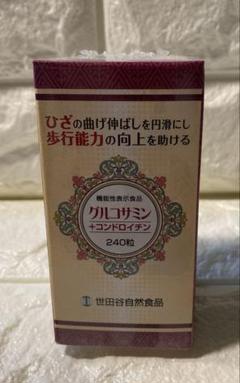 ひざの曲げ伸ばしを円滑にし
歩行能力の向上を助ける
機能性表示食品
グルコサミン
+コンドロイチン
240粒
世田谷自然食品